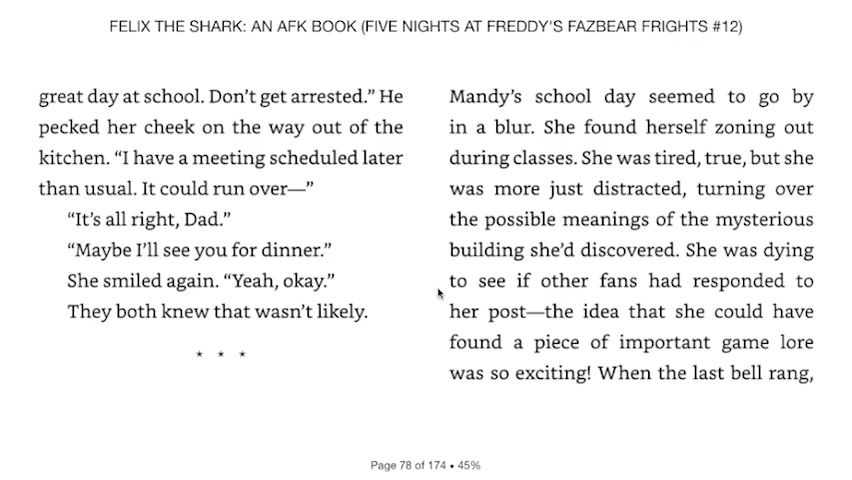 FELIX THE SHARK: AN AFK BOOK (FIVE NIGHTS AT FREDDY'S FAZBEAR FRIGHTS #12)
great day at school. Don’t get arrested.” He
pecked her cheek on the way out of the
kitchen. “I have a meeting scheduled later
than usual. It could run over—”
“It’s all right, Dad.”
“Maybe I’ll see you for dinner.”
She smiled again. “Yeah, okay.”
They both knew that wasn’t likely.
* * *
Mandy’s school day seemed to go by
in a blur. She found herself zoning out
during classes. She was tired, true, but she
was more just distracted, turning over
the possible meanings of the mysterious
building she’d discovered. She was dying
to see if other fans had responded to
her post—the idea that she could have
found a piece of important game lore
was so exciting! When the last bell rang,
Page 78 of 174 • 45%